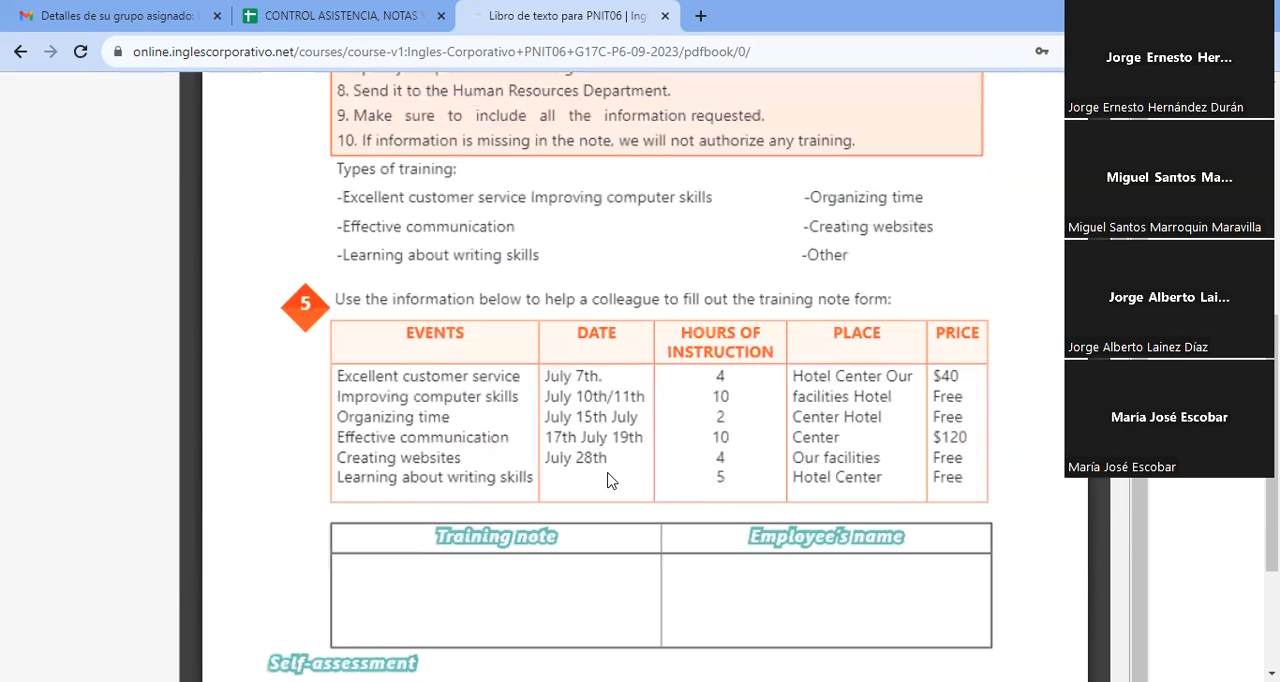 Detalles de su grupo asignado:
CONTROL ASISTENCIA, NOTAS Y
Libro de texto para PNIT06 | Ing
online.inglescorporativo.net/courses/course-v1:Ingles-Corporativo+PNIT06+G17C-P6-09-2023/pdfbook/0/
8. Send it to the Human Resources Department.
9. Make sure to include all the information requested.
10. If information is missing in the note, we will not authorize any training.
Types of training:
-Excellent customer service Improving computer skills -Organizing time
-Effective communication -Creating websites
-Learning about writing skills -Other
5 Use the information below to help a colleague to fill out the training note form:
EVENTS DATE HOURS OF INSTRUCTION PLACE PRICE
Excellent customer service July 7th. 4 Hotel Center Our $40
Improving computer skills July 10th/11th 10 facilities Hotel Free
Organizing time July 15th July 2 Center Hotel Free
Effective communication 17th July 19th 10 Center $120
Creating websites July 28th 4 Our facilities Free
Learning about writing skills 5 Hotel Center Free
Training note Employee's name
Self-assessment
Jorge Ernesto Her...
Jorge Ernesto Hernández Durán
Miguel Santos Ma...
Miguel Santos Marroquin Maravilla
Jorge Alberto Lai...
Jorge Alberto Lainez Díaz
María José Escobar
María José Escobar